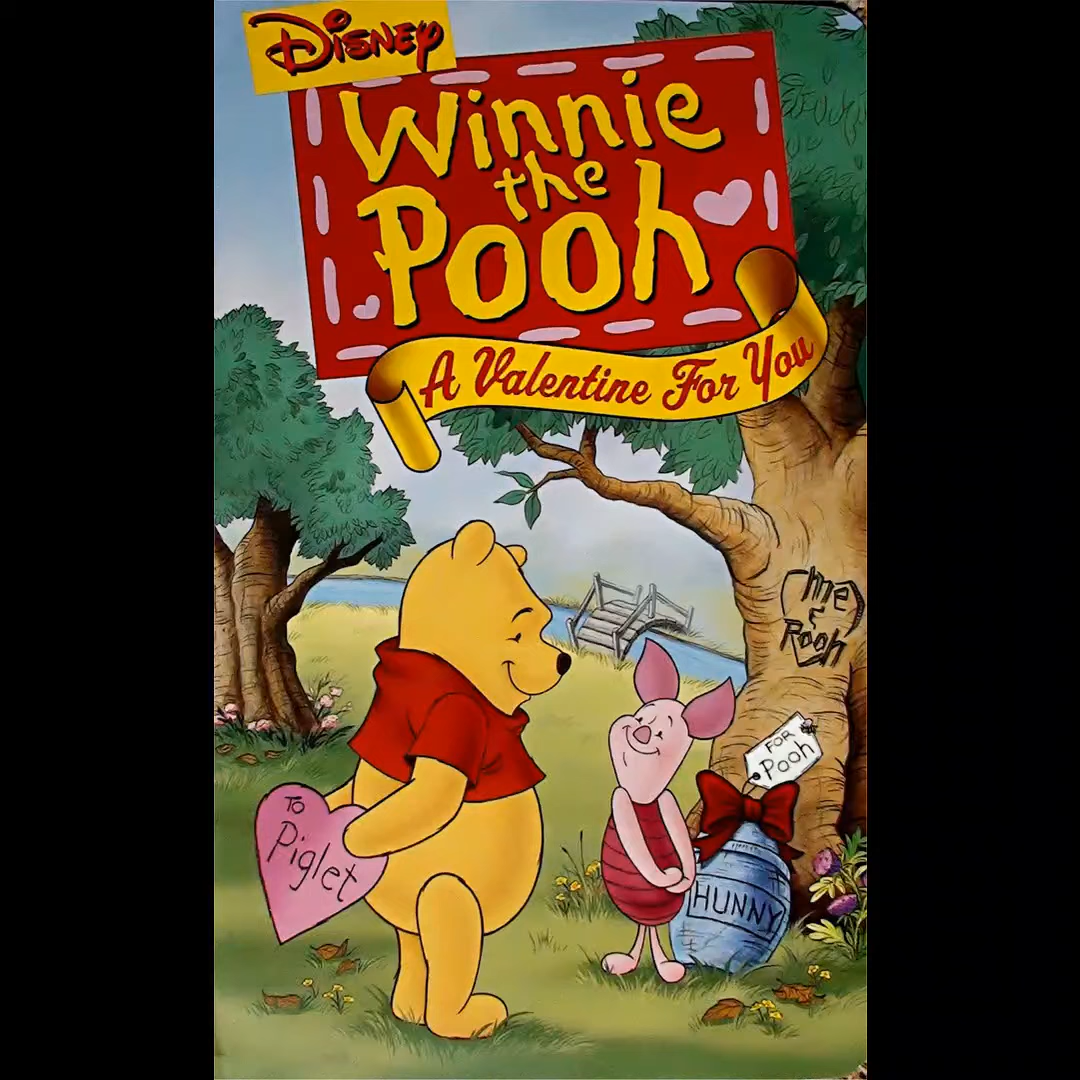 Disney
Winnie
the
Pooh
A Valentine For You
me
&
Pooh
FOR
Pooh
TO
Piglet
HUNNY